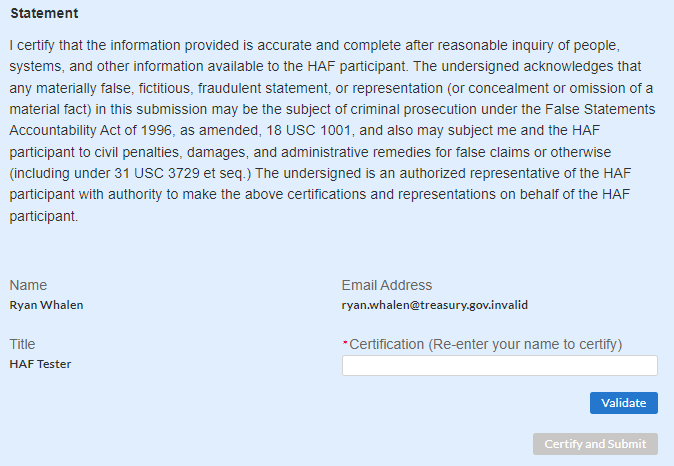 Statement
I certify that the information provided is accurate and complete after reasonable inquiry of people,
systems, and other information available to the HAF participant. The undersigned acknowledges that
any materially false, fictitious, fraudulent statement, or representation (or concealment or omission of a
material fact) in this submission may be the subject of criminal prosecution under the False Statements
Accountability Act of 1996, as amended, 18 USC 1001, and also may subject me and the HAF
participant to civil penalties, damages, and administrative remedies for false claims or otherwise
(including under 31 USC 3729 et seq.) The undersigned is an authorized representative of the HAF
participant with authority to make the above certifications and representations on behalf of the HAF
participant.
Name
Ryan Whalen
Email Address
ryan.whalen@treasury.gov.invalid
Title
HAF Tester
*Certification (Re-enter your name to certify)
Validate
Certify and Submit